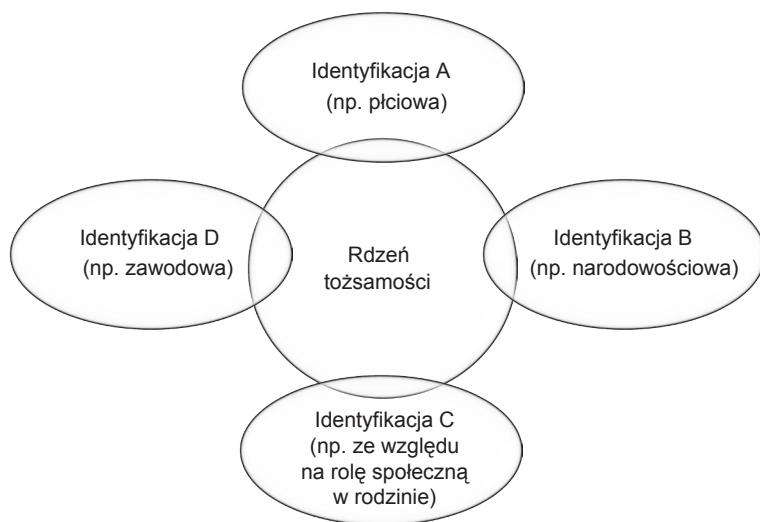 Identyfikacja A
(np. płciowa)
Identyfikacja D
(np. zawodowa)
Rdzeń
tożsamości
Identyfikacja B
(np. narodowościowa)
Identyfikacja C
(np. ze względu
na rolę społeczną
w rodzinie)